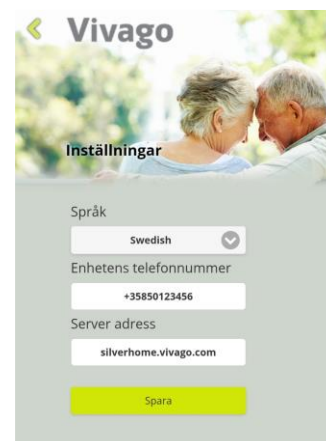 Vivago
Inställningar
Språk
Swedish
Enhetens telefonnummer
+35850123456
Server adress
silverhome.vivago.com
Spara